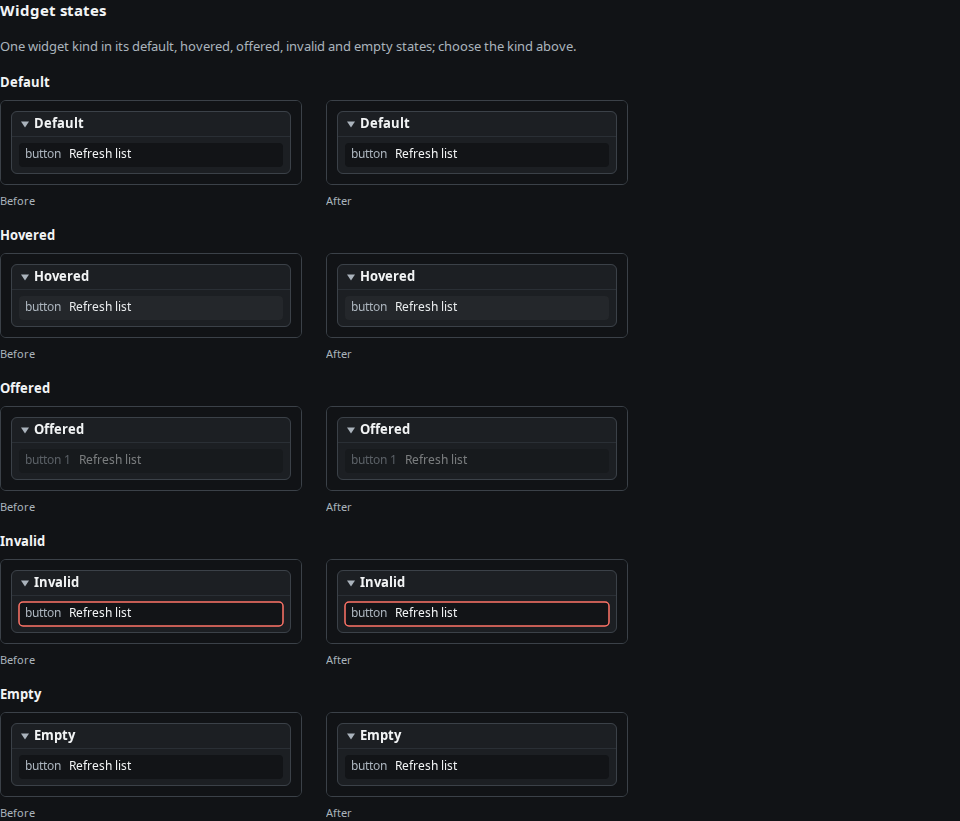 Widget states
One widget kind in its default, hovered, offered, invalid and empty states; choose the kind above.
Default
Default Default
button Refresh list button Refresh list
Before After
Hovered
Hovered Hovered
button Refresh list button Refresh list
Before After
Offered
Offered Offered
button 1 Refresh list button 1 Refresh list
Before After
Invalid
Invalid Invalid
button Refresh list button Refresh list
Before After
Empty
Empty Empty
button Refresh list button Refresh list
Before After